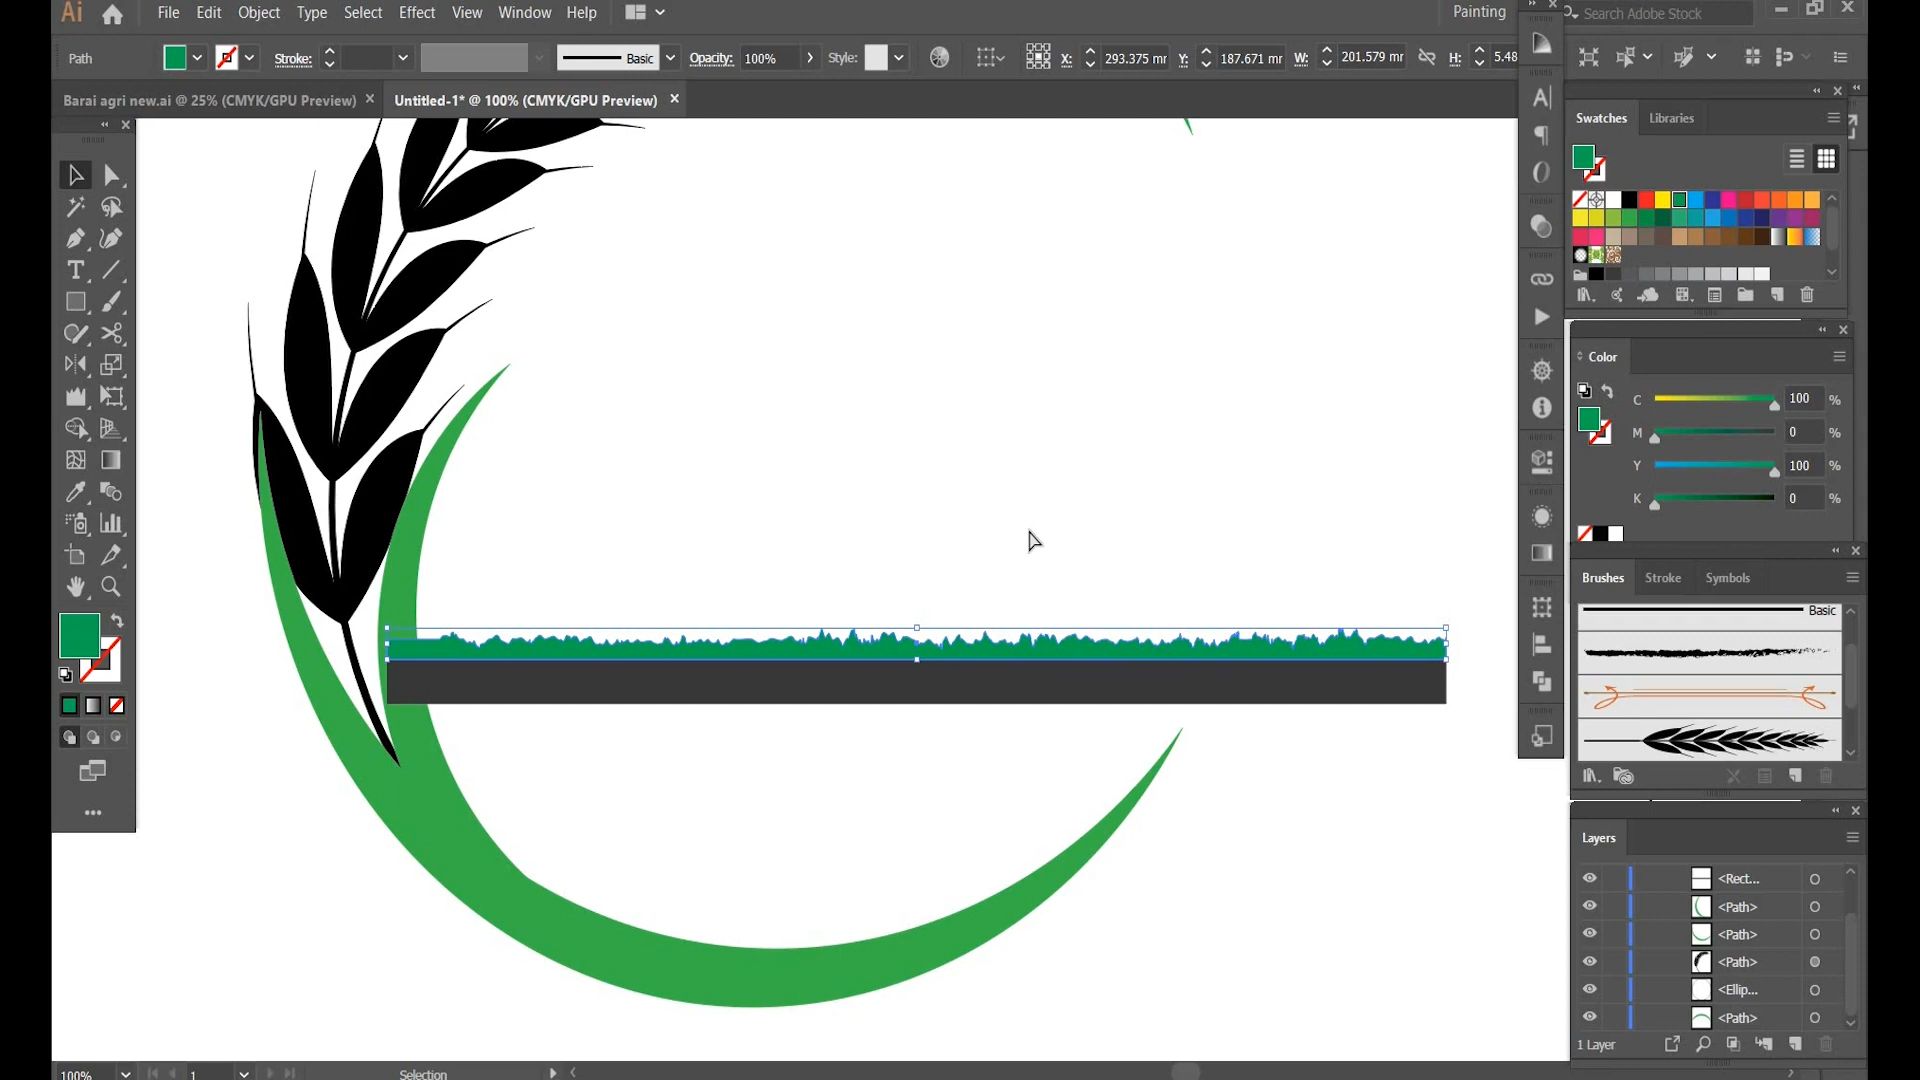 Ai File Edit Object Type Select Effect View Window Help Painting Search Adobe Stock
Path Stroke: Basic Opacity: 100% Style: X: 293.375 mr Y: 187.671 mr W: 201.579 mr H: 5.48
Barai agri new.ai @ 25% (CMYK/GPU Preview) Untitled-1* @ 100% (CMYK/GPU Preview)
Swatches Libraries
Color
C 100 %
M 0 %
Y 100 %
K 0 %
Brushes Stroke Symbols
Basic
Layers
<Rect...
<Path>
<Path>
<Path>
<Ellip...
<Path>
1 Layer
100% 1 Selection